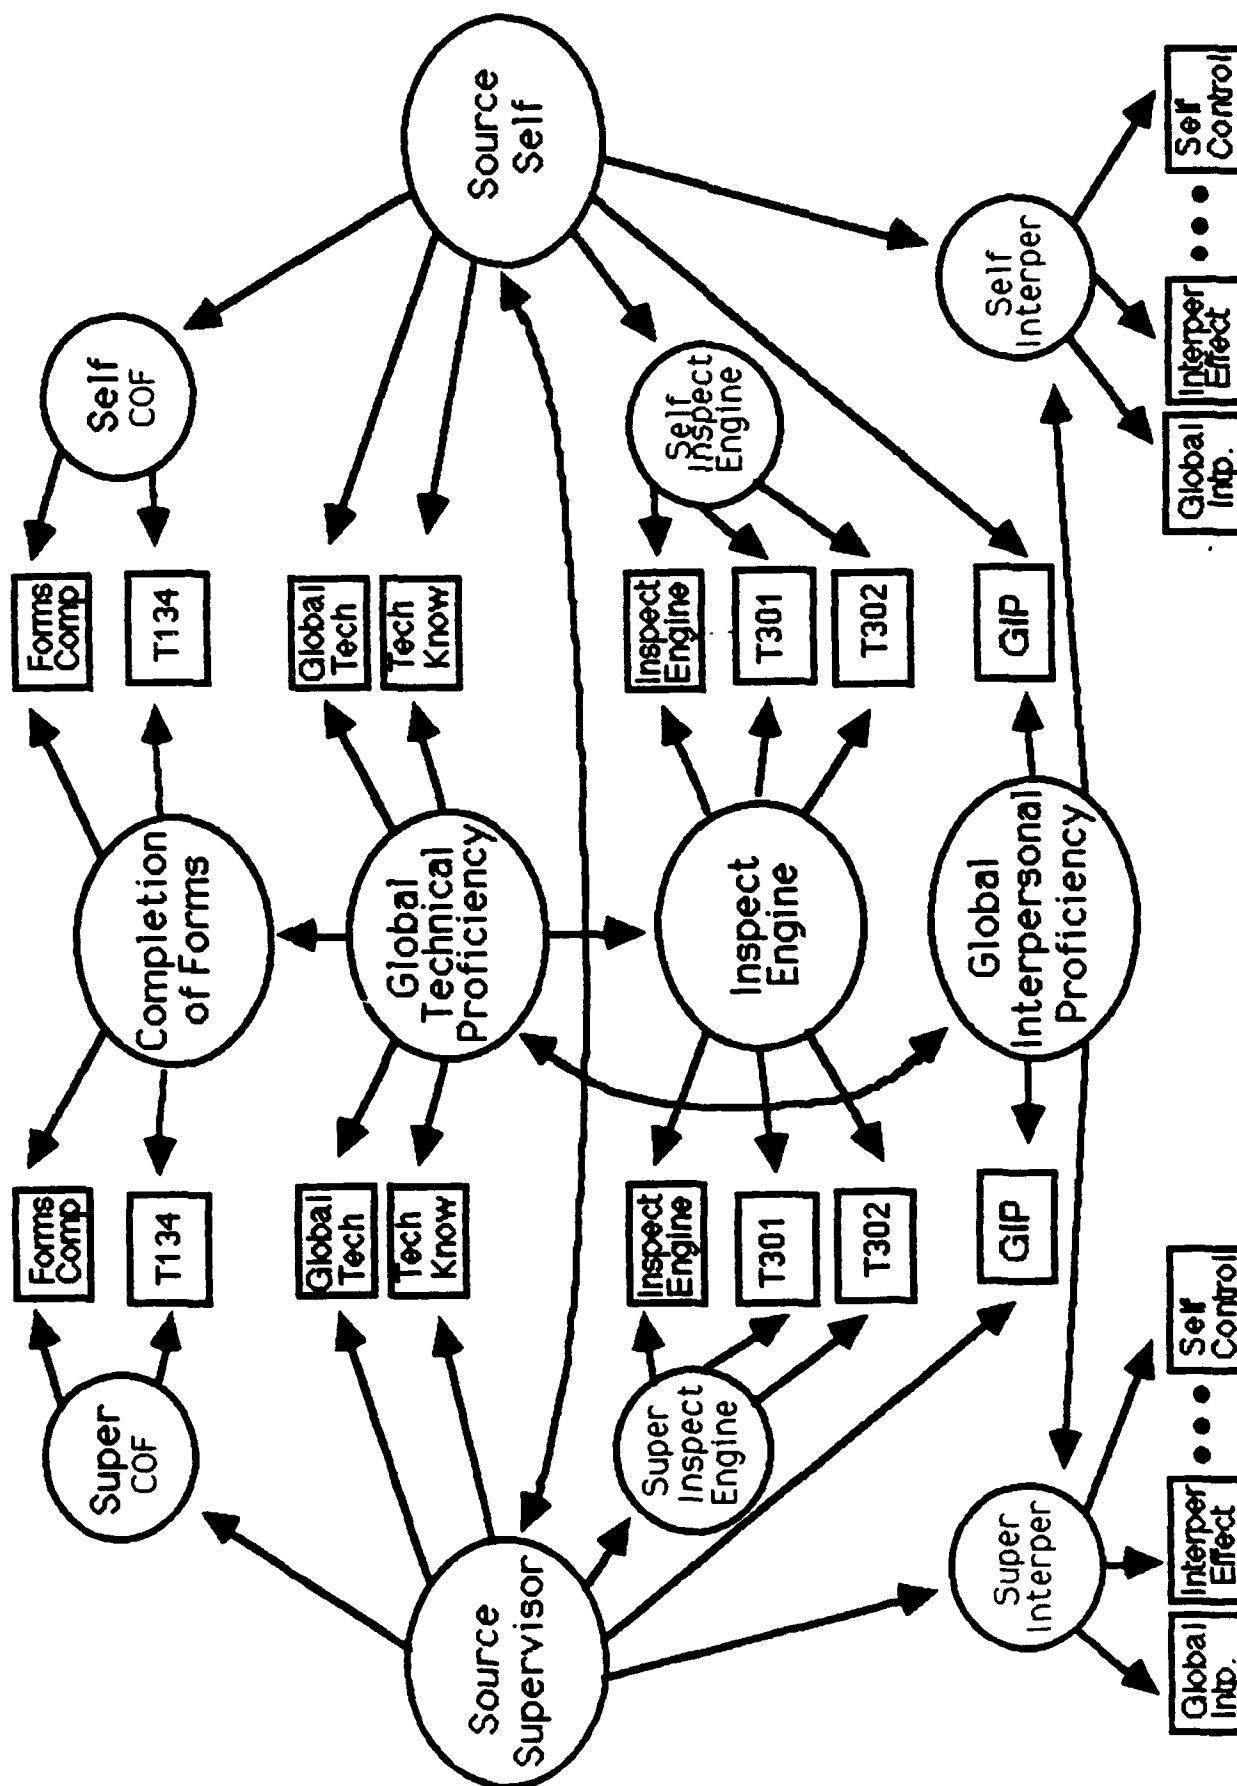 Source
Self
Self
COF
Self
Inspect
Engine
Self
Interper
Forms
Comp
T134
Global
Tech
Tech
Know
Inspect
Engine
T301
T302
GIP
Global
Intp.
Interper
Effect
Self
Control
Completion
of Forms
Global
Technical
Proficiency
Inspect
Engine
Global
Interpersonal
Proficiency
Forms
Comp
T134
Global
Tech
Tech
Know
Inspect
Engine
T301
T302
GIP
Super
COF
Source
Supervisor
Super
Inspect
Engine
Super
Interper
Global
Intp.
Interper
Effect
Self
Control